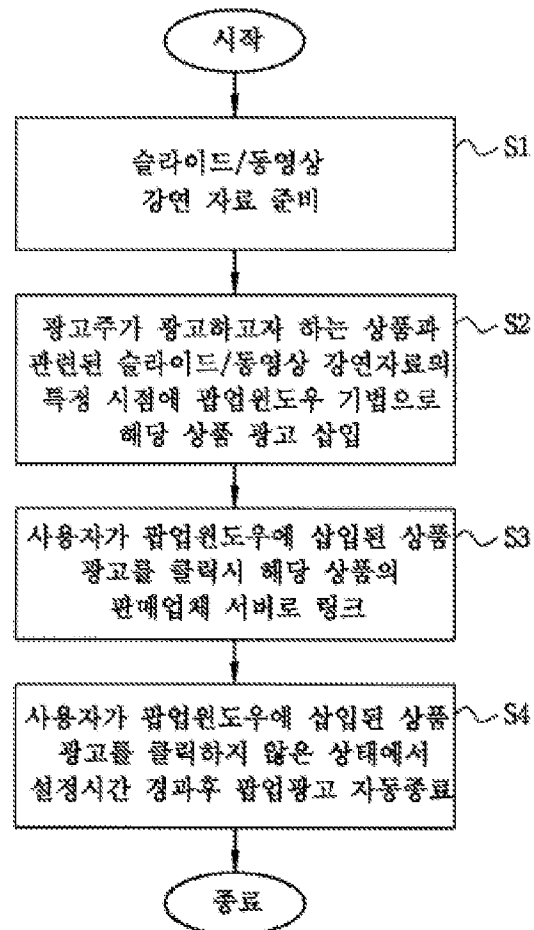 시작
슬라이드/동영상
강연 자료 준비
S1
광고주가 광고하고자 하는 상품과
관련된 슬라이드/동영상 강연자료의
특정 시점에 팝업윈도우 기법으로
해당 상품 광고 삽입
S2
사용자가 팝업윈도우에 삽입된 상품
광고를 클릭시 해당 상품의
판매업체 서버로 링크
S3
사용자가 팝업윈도우에 삽입된 상품
광고를 클릭하지 않은 상태에서
설정시간 경과후 팝업광고 자동종료
S4
종료